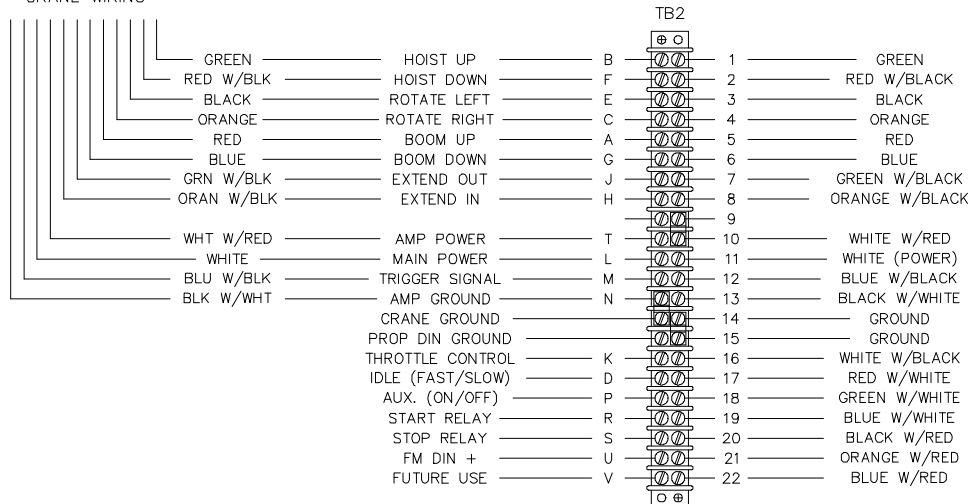 TB2
GREEN HOIST UP B 1 GREEN
RED W/BLK HOIST DOWN F 2 RED W/BLACK
BLACK ROTATE LEFT E 3 BLACK
ORANGE ROTATE RIGHT C 4 ORANGE
RED BOOM UP A 5 RED
BLUE BOOM DOWN G 6 BLUE
GRN W/BLK EXTEND OUT J 7 GREEN W/BLACK
ORAN W/BLK EXTEND IN H 8 ORANGE W/BLACK
9
WHT W/RED AMP POWER T 10 WHITE W/RED
WHITE MAIN POWER L 11 WHITE (POWER)
BLU W/BLK TRIGGER SIGNAL M 12 BLUE W/BLACK
BLK W/WHT AMP GROUND N 13 BLACK W/WHITE
CRANE GROUND 14 GROUND
PROP DIN GROUND 15 GROUND
THROTTLE CONTROL K 16 WHITE W/BLACK
IDLE (FAST/SLOW) D 17 RED W/WHITE
AUX. (ON/OFF) P 18 GREEN W/WHITE
START RELAY R 19 BLUE W/WHITE
STOP RELAY S 20 BLACK W/RED
FM DIN + U 21 ORANGE W/RED
FUTURE USE V 22 BLUE W/RED